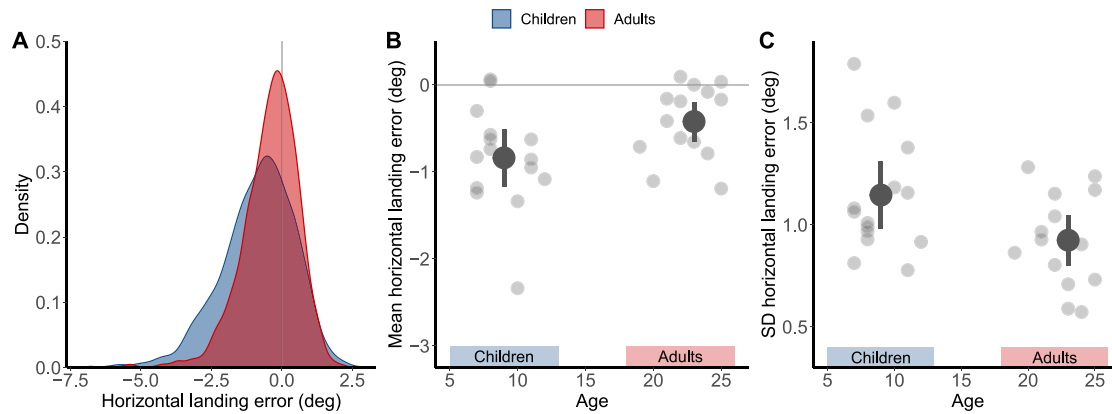 Children Adults
A
0.5
0.4
0.3
0.2
0.1
0.0
Density
−7.5 −5.0 −2.5 0.0 2.5
Horizontal landing error (deg)
B
0
−1
−2
−3
Mean horizontal landing error (deg)
Children Adults
5 10 15 20 25
Age
C
1.5
1.0
0.5
SD horizontal landing error (deg)
Children Adults
5 10 15 20 25
Age